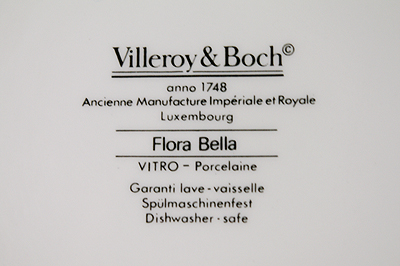 Villeroy & Boch©
anno 1748
Ancienne Manufacture Impériale et Royale
Luxembourg
Flora Bella
VITRO – Porcelaine
Garanti lave - vaisselle
Spülmaschinenfest
Dishwasher - safe